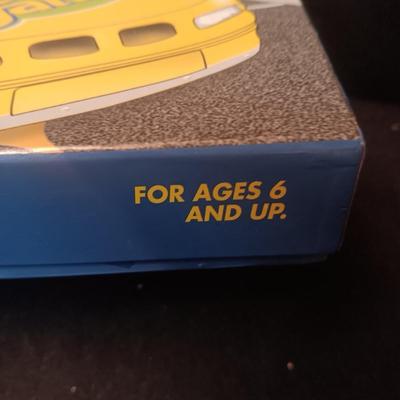 FOR AGES 6
AND UP.